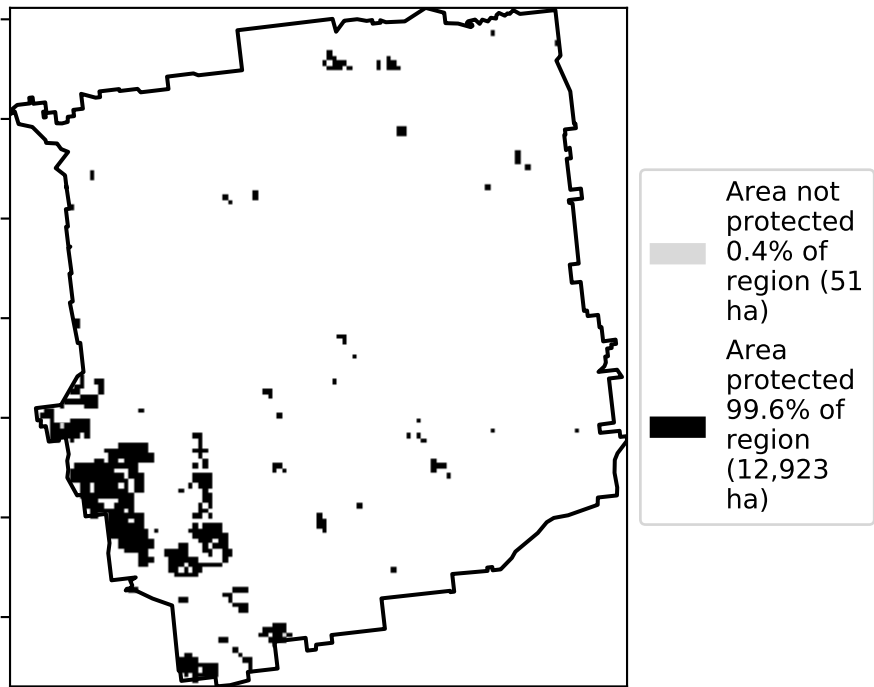 Area not
protected
0.4% of
region (51
ha)
Area
protected
99.6% of
region
(12,923
ha)